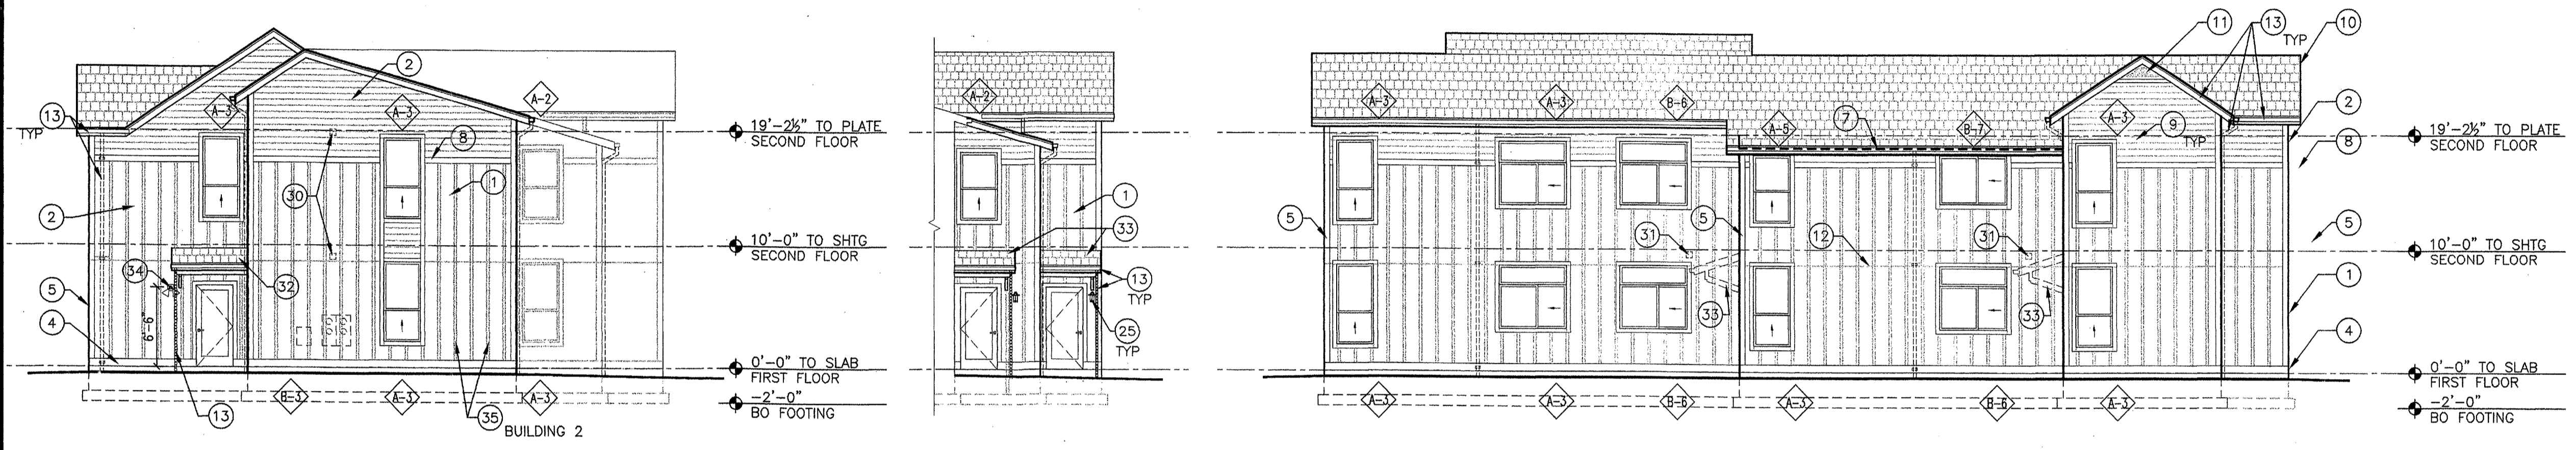 13
TYP
2
5
4
34
6'-6"
13
32
30
2
8
1
35
BUILDING 2
A-3
A-3
A-2
B-3
A-3
A-3
19'-2½" TO PLATE
SECOND FLOOR
10'-0" TO SHTG
SECOND FLOOR
0'-0" TO SLAB
FIRST FLOOR
-2'-0"
BO FOOTING
A-2
1
33
13
TYP
25
TYP
A-3
A-3
B-6
A-5
7
B-7
A-3
9
TYP
11
13
TYP
10
2
8
5
1
4
5
31
5
33
12
31
33
A-3
A-3
B-6
A-3
B-6
A-3
19'-2½" TO PLATE
SECOND FLOOR
10'-0" TO SHTG
SECOND FLOOR
0'-0" TO SLAB
FIRST FLOOR
-2'-0"
BO FOOTING